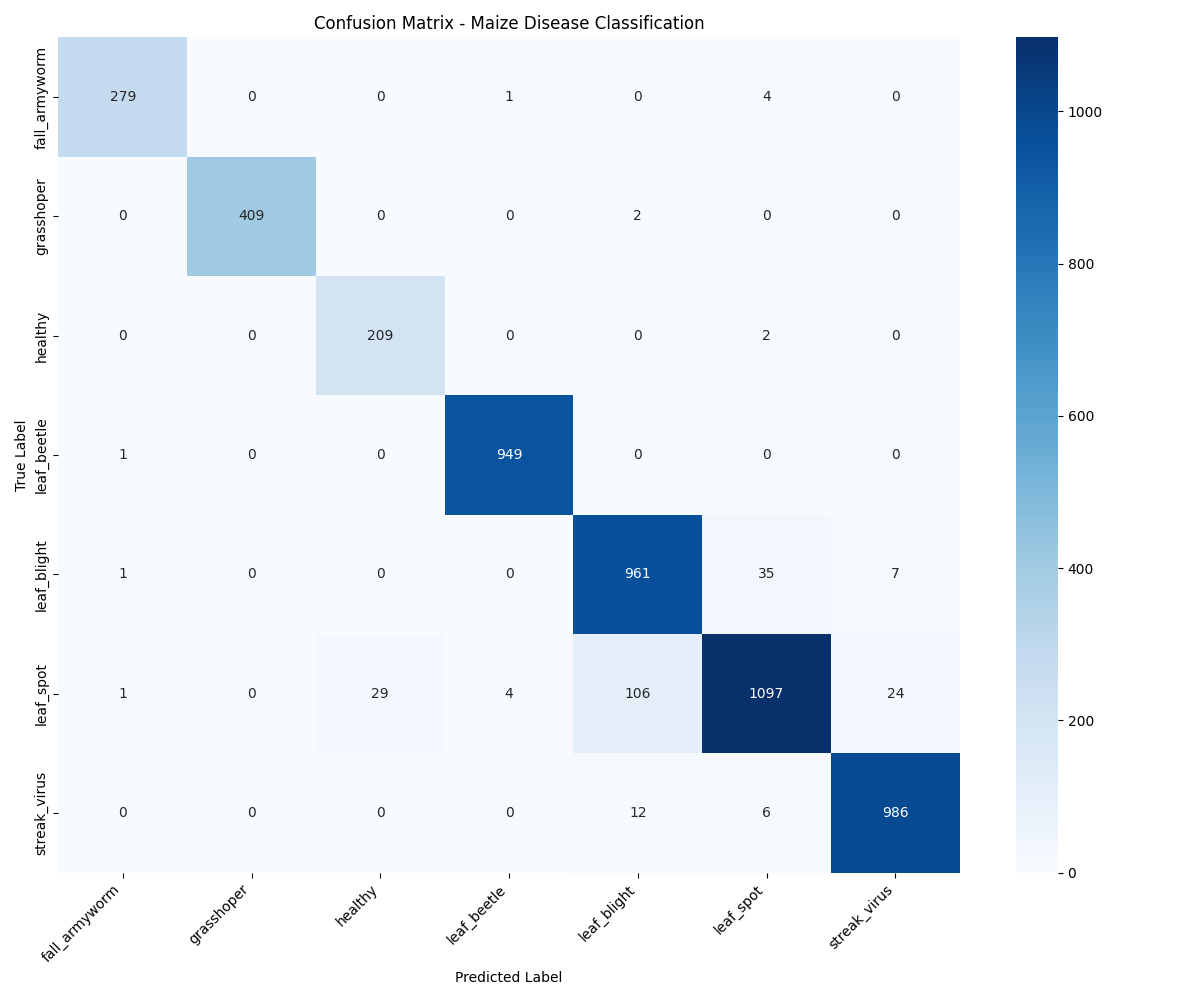 Confusion Matrix - Maize Disease Classification
True Label
fall_armyworm 279 0 0 1 0 4 0
grasshoper 0 409 0 0 2 0 0
healthy 0 0 209 0 0 2 0
leaf_beetle 1 0 0 949 0 0 0
leaf_blight 1 0 0 0 961 35 7
leaf_spot 1 0 29 4 106 1097 24
streak_virus 0 0 0 0 12 6 986
fall_armyworm grasshoper healthy leaf_beetle leaf_blight leaf_spot streak_virus
Predicted Label
1000
800
600
400
200
0